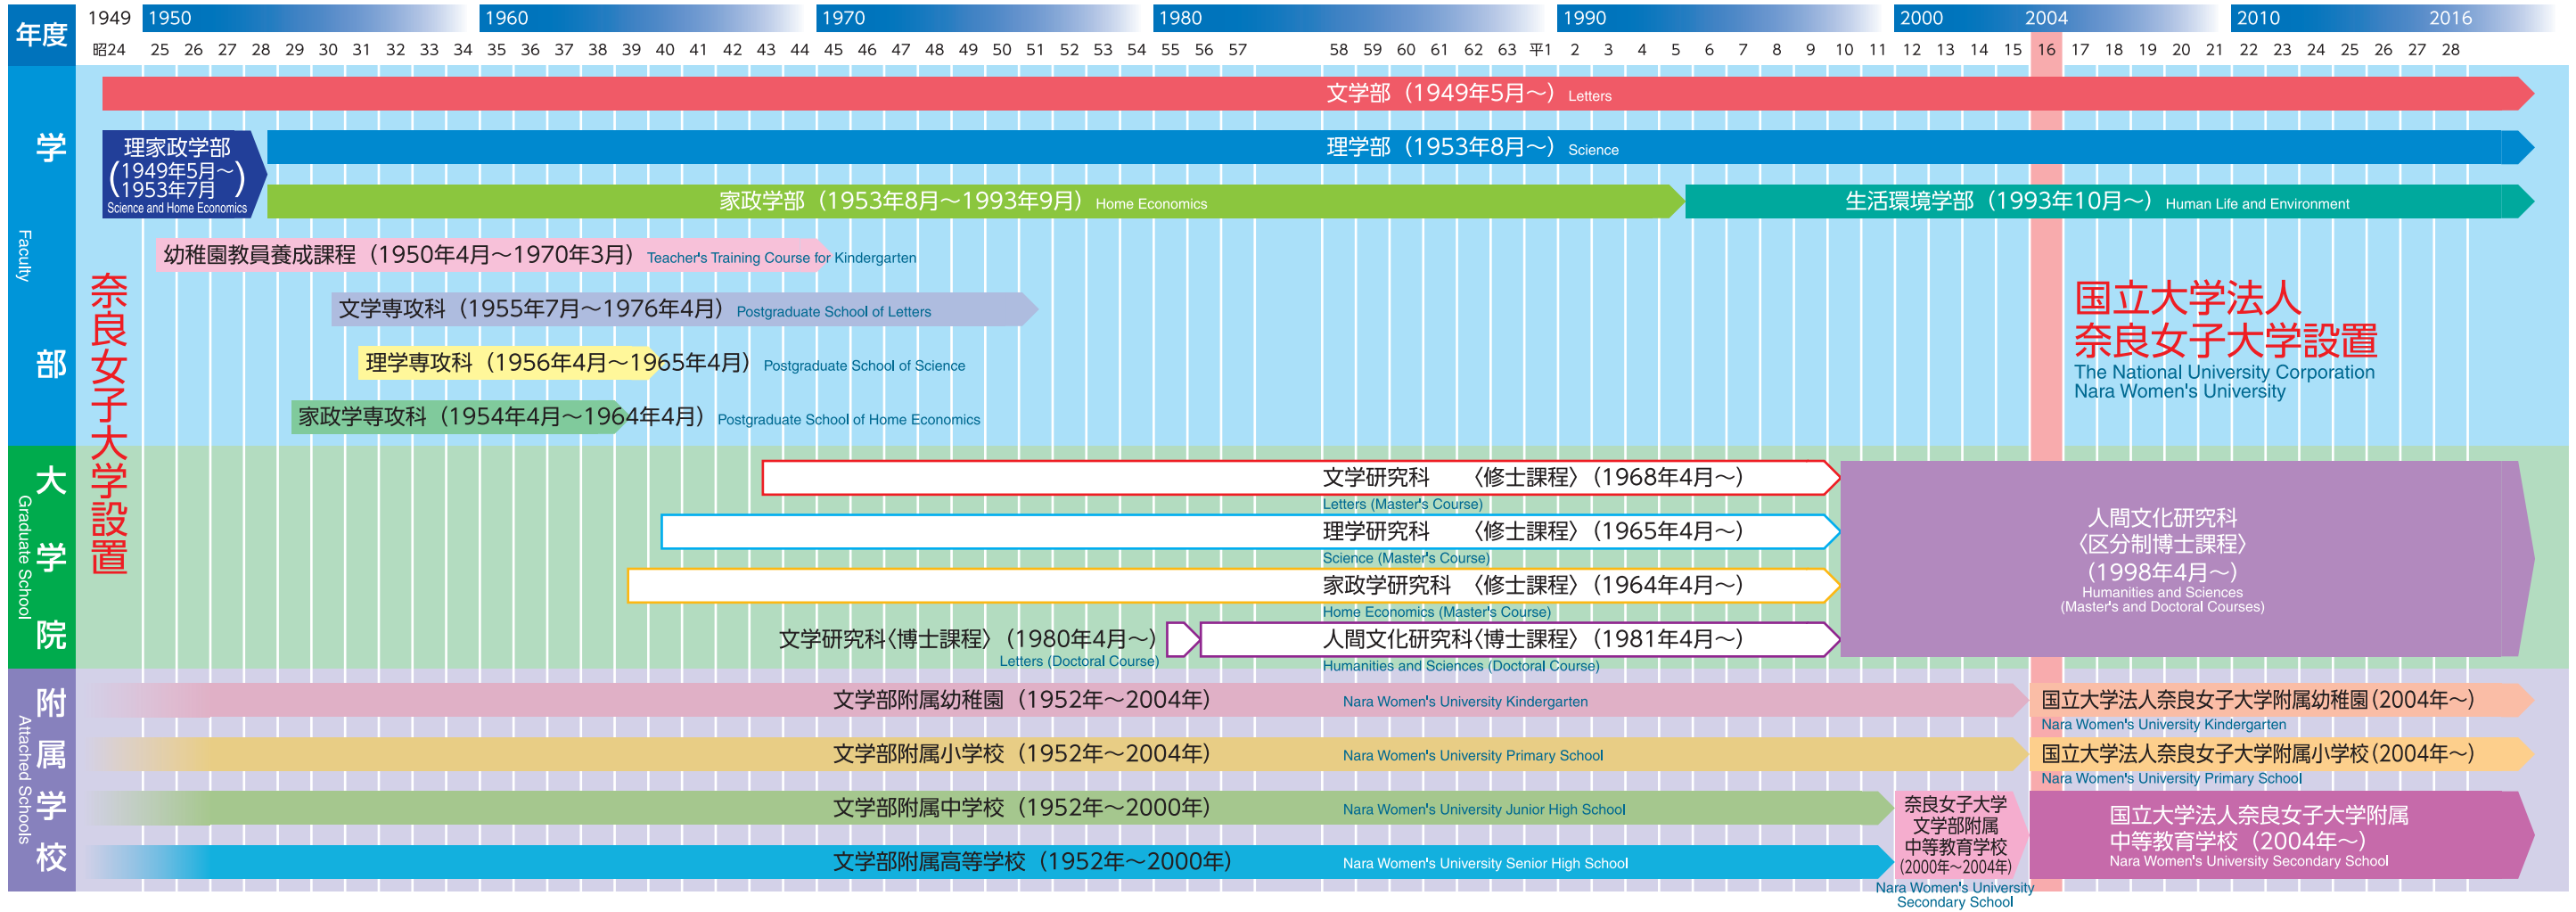 年度
1949 1950 1960 1970 1980 1990 2000 2004 2010 2016
昭24 25 26 27 28 29 30 31 32 33 34 35 36 37 38 39 40 41 42 43 44 45 46 47 48 49 50 51 52 53 54 55 56 57 58 59 60 61 62 63 平1 2 3 4 5 6 7 8 9 10 11 12 13 14 15 16 17 18 19 20 21 22 23 24 25 26 27 28
学部
Faculty
奈良女子大学設置
文学部（1949年5月～） Letters
理家政学部
（1949年5月～
1953年7月）
Science and Home Economics
理学部（1953年8月～） Science
家政学部（1953年8月～1993年9月） Home Economics
生活環境学部（1993年10月～） Human Life and Environment
幼稚園教員養成課程（1950年4月～1970年3月） Teacher's Training Course for Kindergarten
文学専攻科（1955年7月～1976年4月） Postgraduate School of Letters
理学専攻科（1956年4月～1965年4月） Postgraduate School of Science
家政学専攻科（1954年4月～1964年4月） Postgraduate School of Home Economics
国立大学法人
奈良女子大学設置
The National University Corporation
Nara Women's University
大学院
Graduate School
文学研究科 〈修士課程〉（1968年4月～）
Letters (Master's Course)
理学研究科 〈修士課程〉（1965年4月～）
Science (Master's Course)
家政学研究科 〈修士課程〉（1964年4月～）
Home Economics (Master's Course)
文学研究科〈博士課程〉（1980年4月～）
Letters (Doctoral Course)
人間文化研究科〈博士課程〉（1981年4月～）
Humanities and Sciences (Doctoral Course)
人間文化研究科
〈区分制博士課程〉
（1998年4月～）
Humanities and Sciences
(Master's and Doctoral Courses)
附属学校
Attached Schools
文学部附属幼稚園（1952年～2004年） Nara Women's University Kindergarten
国立大学法人奈良女子大学附属幼稚園（2004年～）
Nara Women's University Kindergarten
文学部附属小学校（1952年～2004年） Nara Women's University Primary School
国立大学法人奈良女子大学附属小学校（2004年～）
Nara Women's University Primary School
文学部附属中学校（1952年～2000年） Nara Women's University Junior High School
文学部附属高等学校（1952年～2000年） Nara Women's University Senior High School
奈良女子大学
文学部附属
中等教育学校
（2000年～2004年）
Nara Women's University
Secondary School
国立大学法人奈良女子大学附属
中等教育学校（2004年～）
Nara Women's University Secondary School